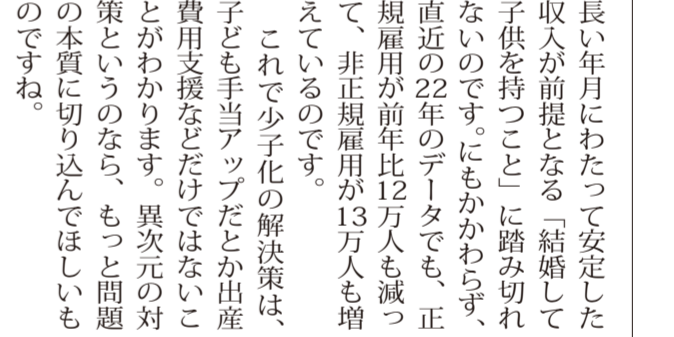 長い年月にわたって安定した
収入が前提となる「結婚して
子供を持つこと」に踏み切れ
ないのです。にもかかわらず、
直近の22年のデータでも、正
規雇用が前年比12万人も減っ
て、非正規雇用が13万人も増
えているのです。
これで少子化の解決策は、
子ども手当アップだとか出産
費用支援などだけではないこ
とがわかります。異次元の対
策というのなら、もっと問題
の本質に切り込んでほしいも
のですね。